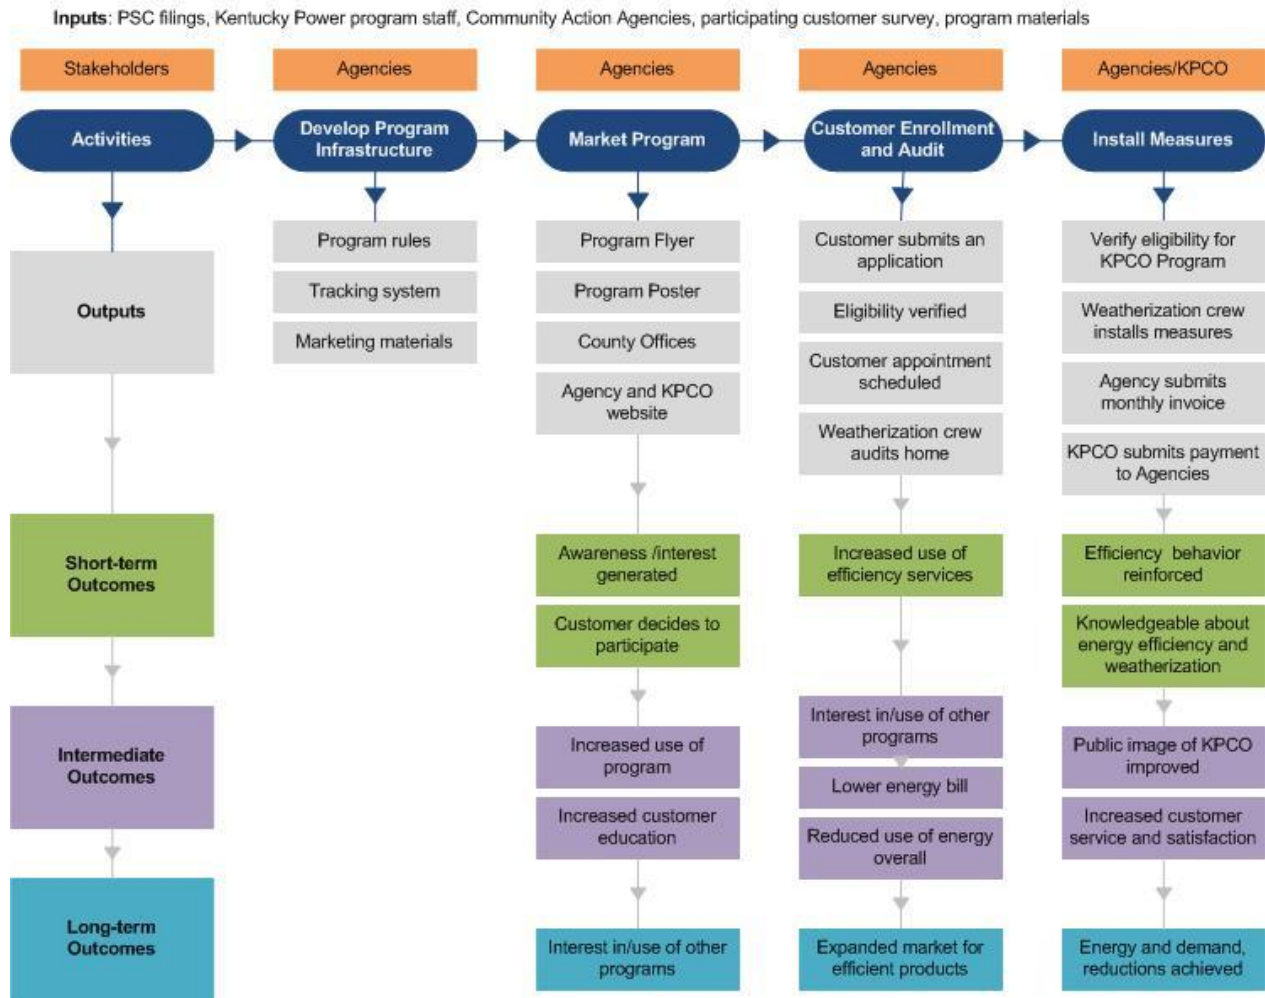 Inputs: PSC filings, Kentucky Power program staff, Community Action Agencies, participating customer survey, program materials
Stakeholders
Agencies
Agencies
Agencies
Agencies/KPCO
Activities
Develop Program
Infrastructure
Market Program
Customer Enrollment
and Audit
Install Measures
Outputs
Program rules
Tracking system
Marketing materials
Program Flyer
Program Poster
County Offices
Agency and KPCO
website
Customer submits an
application
Eligibility verified
Customer appointment
scheduled
Weatherization crew
audits home
Verify eligibility for
KPCO Program
Weatherization crew
installs measures
Agency submits
monthly invoice
KPCO submits payment
to Agencies
Short-term
Outcomes
Awareness /interest
generated
Customer decides to
participate
Increased use of
efficiency services
Efficiency behavior
reinforced
Knowledgeable about
energy efficiency and
weatherization
Intermediate
Outcomes
Increased use of
program
Increased customer
education
Interest in/use of other
programs
Lower energy bill
Reduced use of energy
overall
Public image of KPCO
improved
Increased customer
service and satisfaction
Long-term
Outcomes
Interest in/use of other
programs
Expanded market for
efficient products
Energy and demand,
reductions achieved